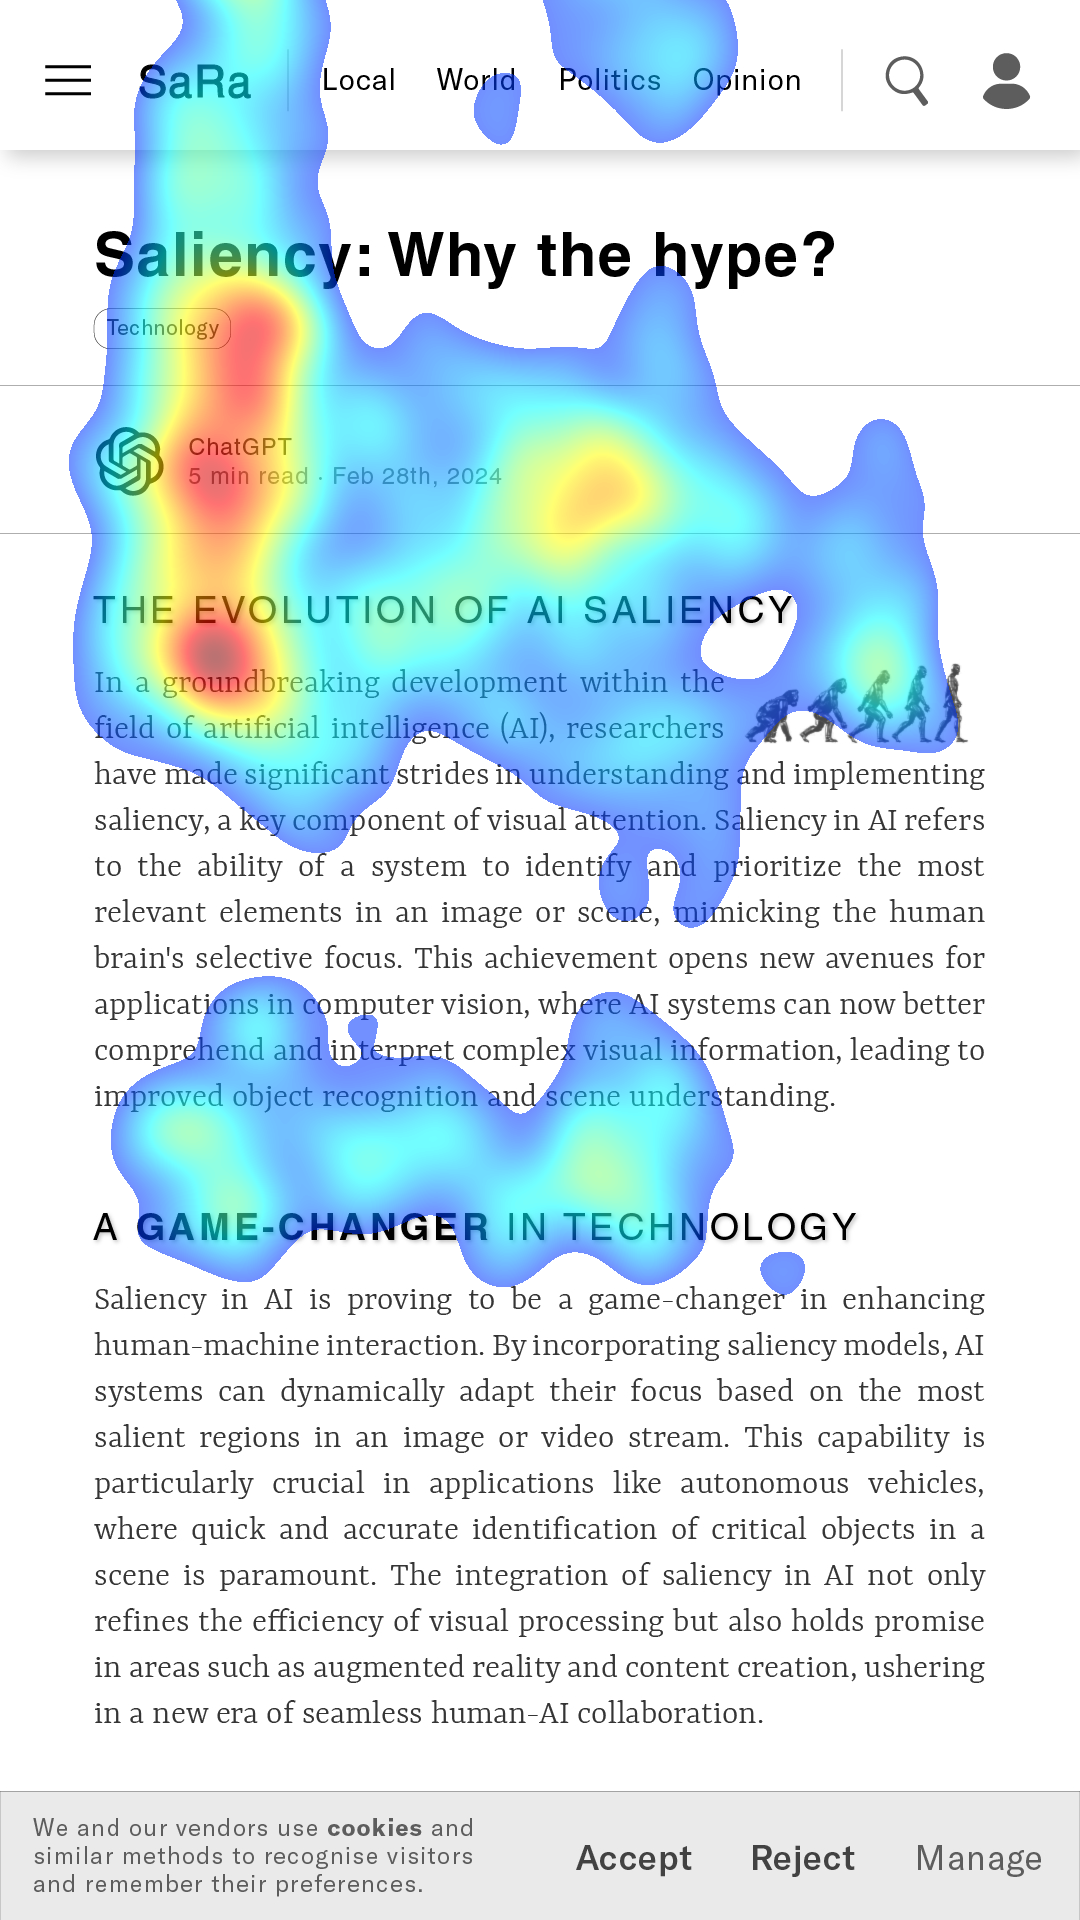 SaRa Local World Politics Opinion
Saliency: Why the hype?
Technology
ChatGPT
5 min read · Feb 28th, 2024
THE EVOLUTION OF AI SALIENCY
In a groundbreaking development within the
field of artificial intelligence (AI), researchers
have made significant strides in understanding and implementing
saliency, a key component of visual attention. Saliency in AI refers
to the ability of a system to identify and prioritize the most
relevant elements in an image or scene, mimicking the human
brain's selective focus. This achievement opens new avenues for
applications in computer vision, where AI systems can now better
comprehend and interpret complex visual information, leading to
improved object recognition and scene understanding.
A GAME-CHANGER IN TECHNOLOGY
Saliency in AI is proving to be a game-changer in enhancing
human-machine interaction. By incorporating saliency models, AI
systems can dynamically adapt their focus based on the most
salient regions in an image or video stream. This capability is
particularly crucial in applications like autonomous vehicles,
where quick and accurate identification of critical objects in a
scene is paramount. The integration of saliency in AI not only
refines the efficiency of visual processing but also holds promise
in areas such as augmented reality and content creation, ushering
in a new era of seamless human-AI collaboration.
We and our vendors use cookies and
similar methods to recognise visitors
and remember their preferences.
Accept Reject Manage